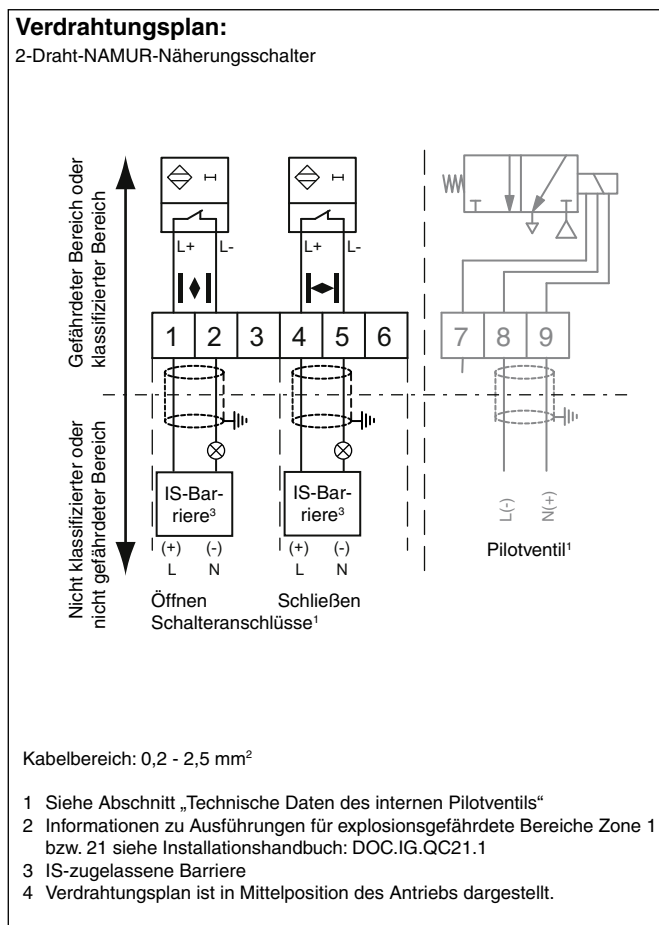 Verdrahtungsplan:
2-Draht-NAMUR-Näherungsschalter
Gefährdeter Bereich oder
klassifizierter Bereich
Nicht klassifizierter oder
nicht gefährdeter Bereich
L+ L- L+ L-
1 2 3 4 5 6 7 8 9
IS-Bar-
riere³
IS-Bar-
riere³
(+) (-) (+) (-)
L N L N
L(-)
N(+)
Pilotventil¹
Öffnen Schließen
Schalteranschlüsse¹
Kabelbereich: 0,2 - 2,5 mm²
1 Siehe Abschnitt „Technische Daten des internen Pilotventils“
2 Informationen zu Ausführungen für explosionsgefährdete Bereiche Zone 1
bzw. 21 siehe Installationshandbuch: DOC.IG.QC21.1
3 IS-zugelassene Barriere
4 Verdrahtungsplan ist in Mittelposition des Antriebs dargestellt.